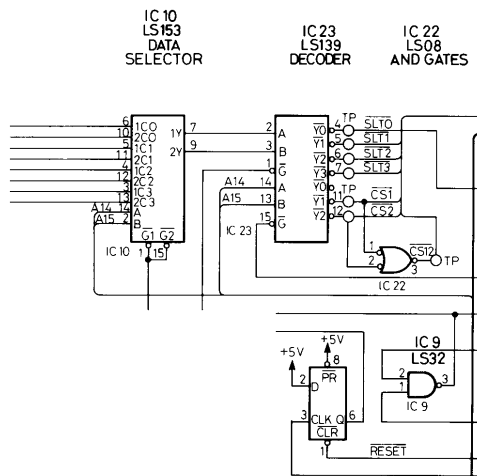 IC 10
LS153
DATA
SELECTOR
IC 23
LS139
DECODER
IC 22
LS08
AND GATES
6 1C0 1Y 7
10 2C0 2Y 9
5 1C1
11 2C1
4 1C2
12 2C2
3 1C3
13 2C3
A14 14 A
A15 2 B
G1 G2
IC 10 1 15
2 A Y0 4 TP SLT0
3 B Y1 5 SLT1
1 G Y2 6 SLT2
Y3 7 SLT3
A14 14 A Y0 TP
A15 13 B Y1 11 CS1
15 G Y2 12 CS2
IC 23
1
2
3
CS12
TP
IC 22
+5V
+5V
8
PR
2 D
3 CLK Q 6
CLR
1
RESET
IC 9
LS32
2
1
3
IC 9